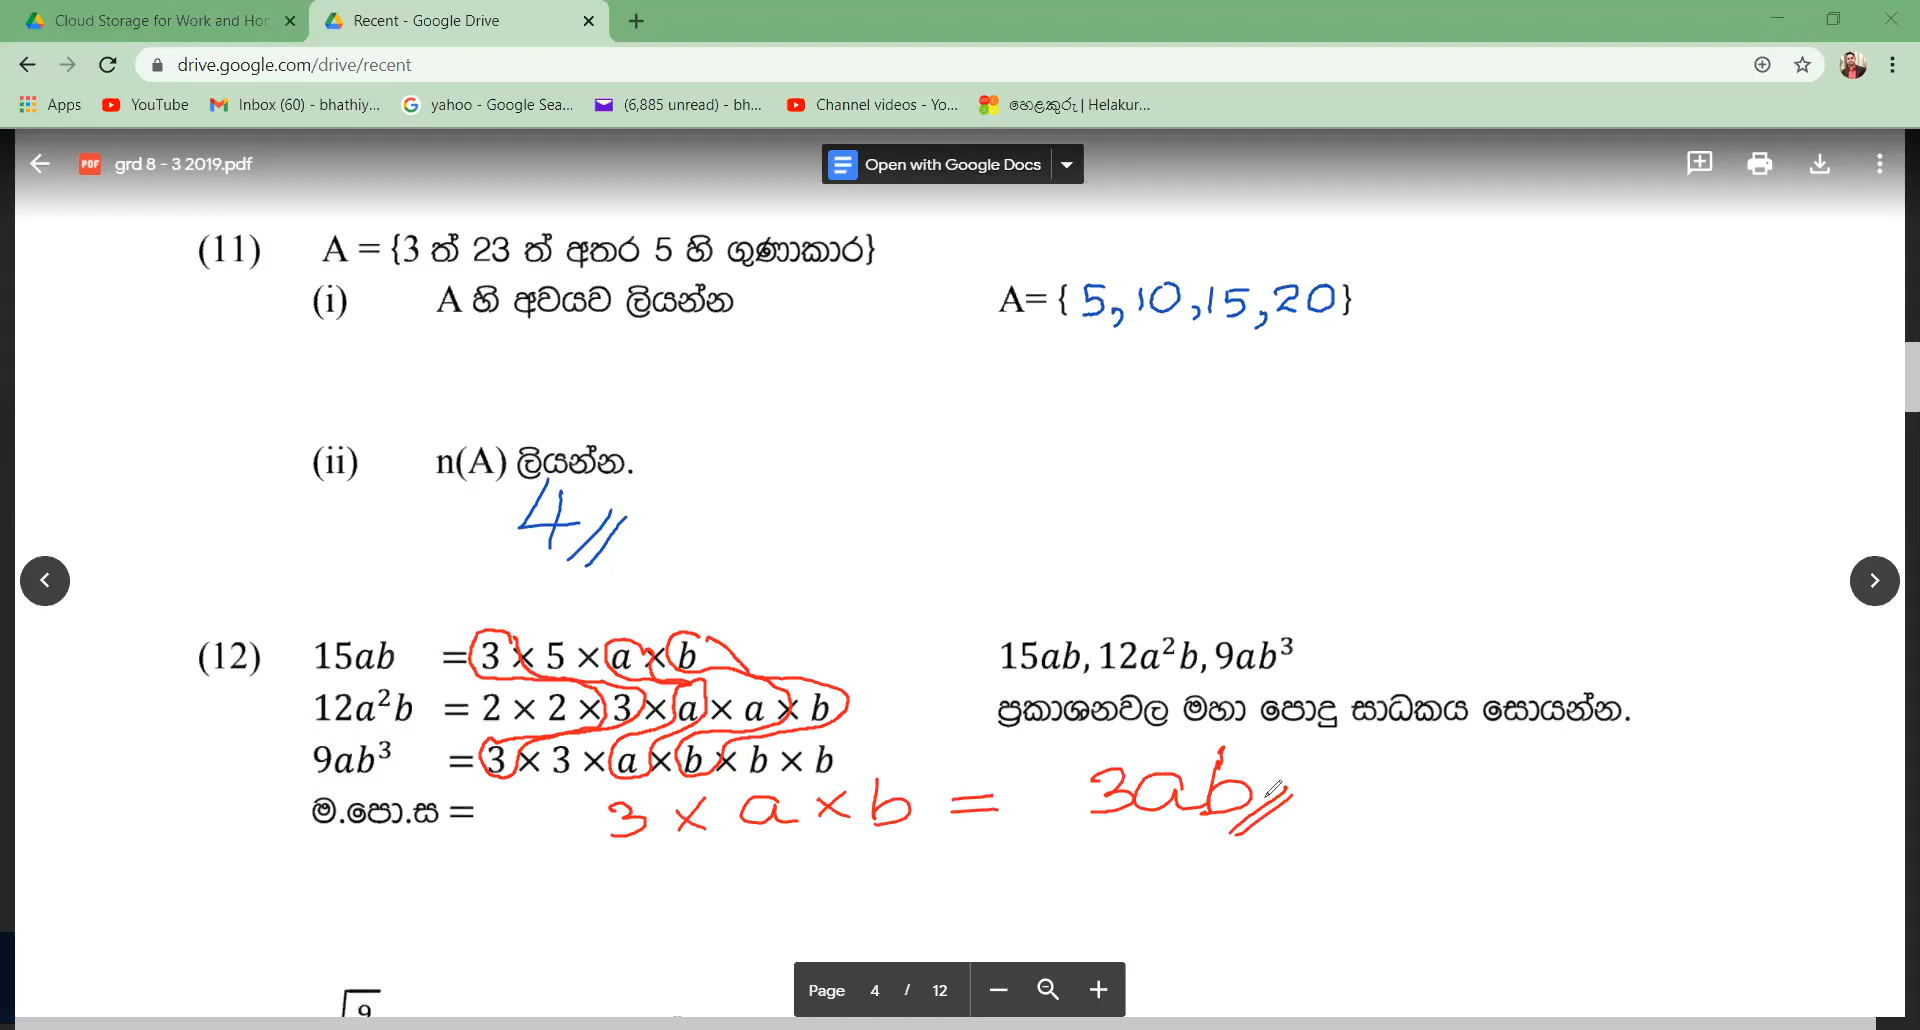 Cloud Storage for Work and Hor
Recent - Google Drive
drive.google.com/drive/recent
Apps YouTube Inbox (60) - bhathiy... yahoo - Google Sea... (6,885 unread) - bh... Channel videos - Yo... හෙළකුරු | Helakur...
PDF grd 8 - 3 2019.pdf Open with Google Docs
(11) A = {3 ත් 23 ත් අතර 5 හි ගුණාකාර}
(i) A හි අවයව ලියන්න A= { 5, 10, 15, 20 }
(ii) n(A) ලියන්න.
4
(12) 15ab = 3 × 5 × a × b 15ab, 12a²b, 9ab³
12a²b = 2 × 2 × 3 × a × a × b ප්‍රකාශනවල මහා පොදු සාධකය සොයන්න.
9ab³ = 3 × 3 × a × b × b × b
ම.පො.ස = 3 × a × b = 3ab
√9
Page 4 / 12